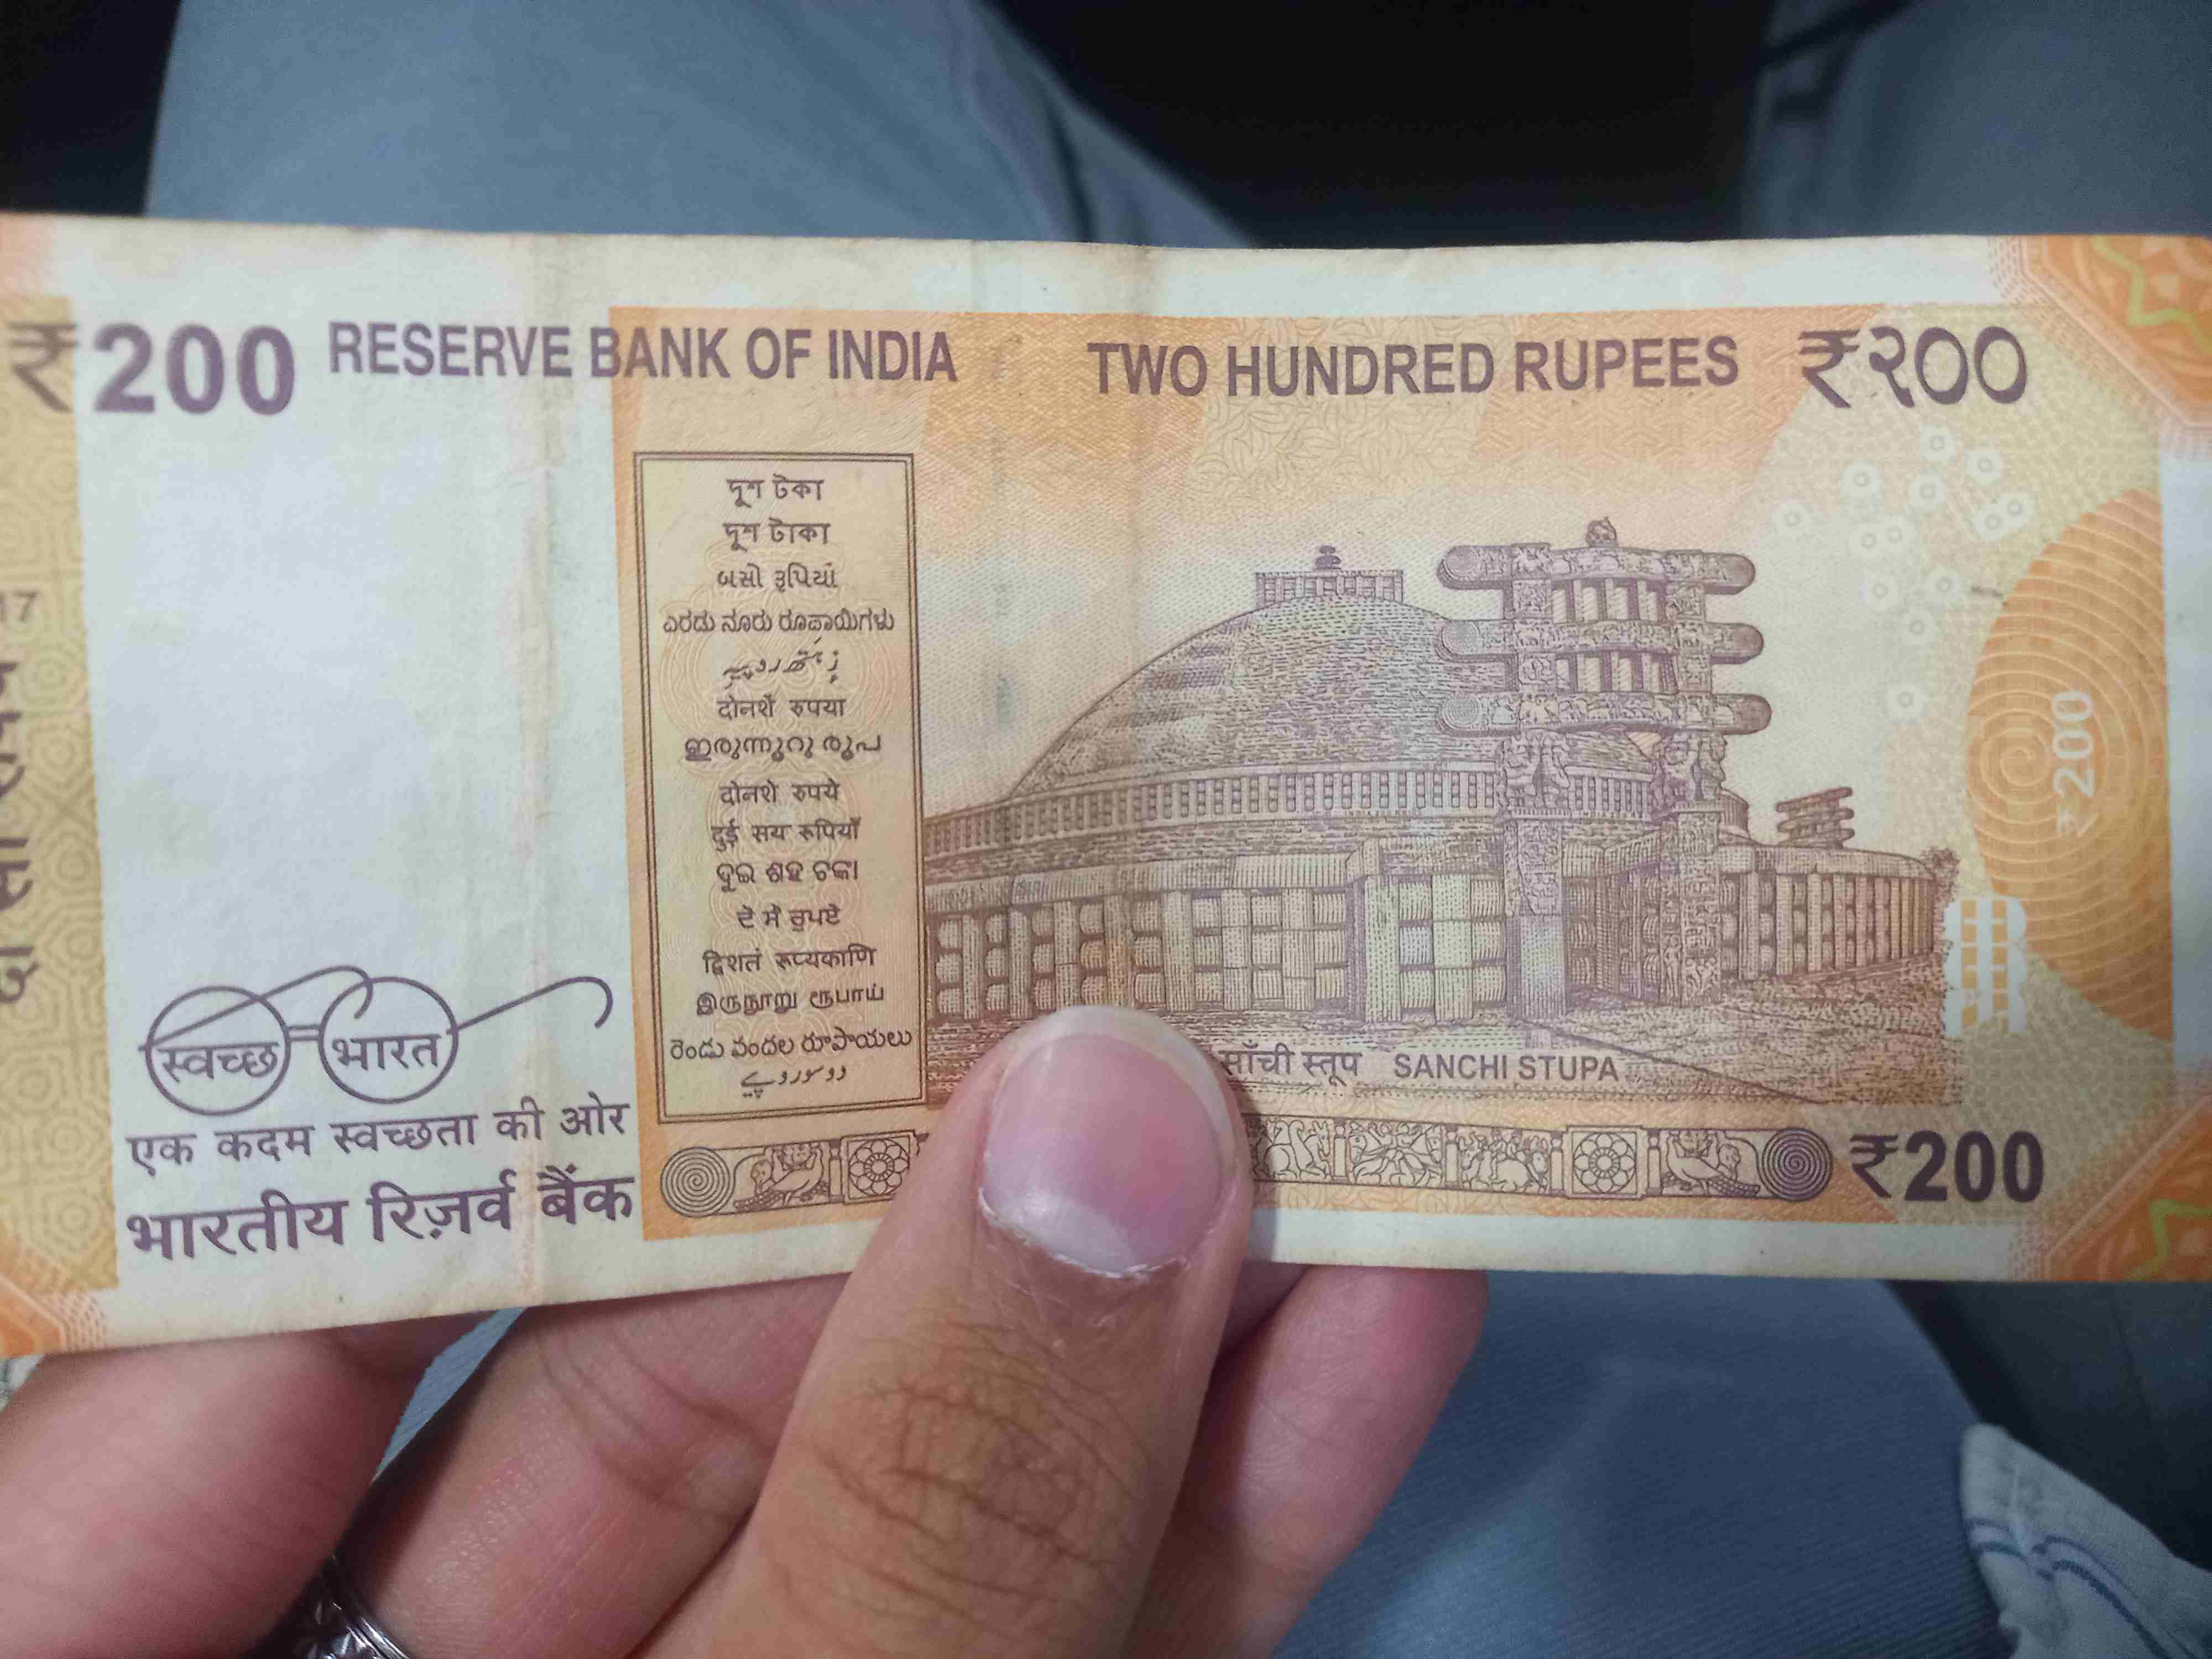 ₹200 RESERVE BANK OF INDIA TWO HUNDRED RUPEES ₹२००
দুশ টকা
দুশ টাকা
બસો રૂપિયા
ಎರಡು ನೂರು ರೂಪಾಯಿಗಳು
दोनशें रुपया
ഇരുന്നൂറു രൂപ
दोनशे रुपये
दुई सय रूपियाँ
ଦୁଇ ଶହ ଟଙ୍କା
ਦੋ ਸੌ ਰੁਪਏ
द्विशतं रूप्यकाणि
இருநூறு ரூபாய்
రెండు వందల రూపాయలు
دو سو روپے
₹200
साँची स्तूप SANCHI STUPA
स्वच्छ भारत
एक कदम स्वच्छता की ओर
भारतीय रिज़र्व बैंक
₹200